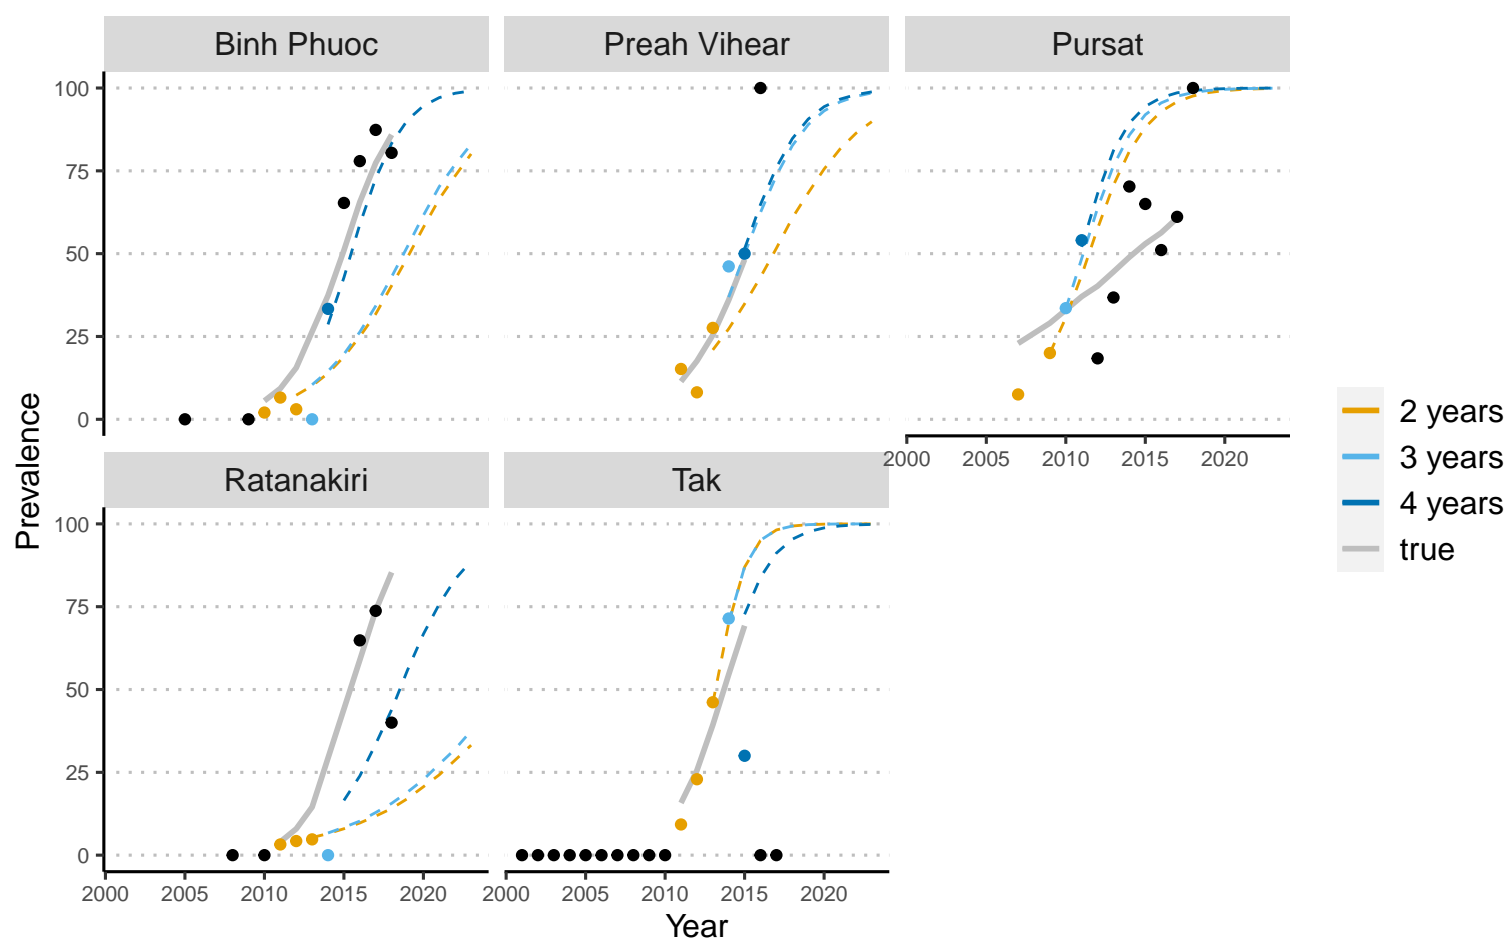 Binh Phuoc Preah Vihear Pursat
100
75
50
25
0
2000 2005 2010 2015 2020
Ratanakiri Tak
100
75
50
25
0
2000 2005 2010 2015 2020 2000 2005 2010 2015 2020
Year
Prevalence
2 years
3 years
4 years
true